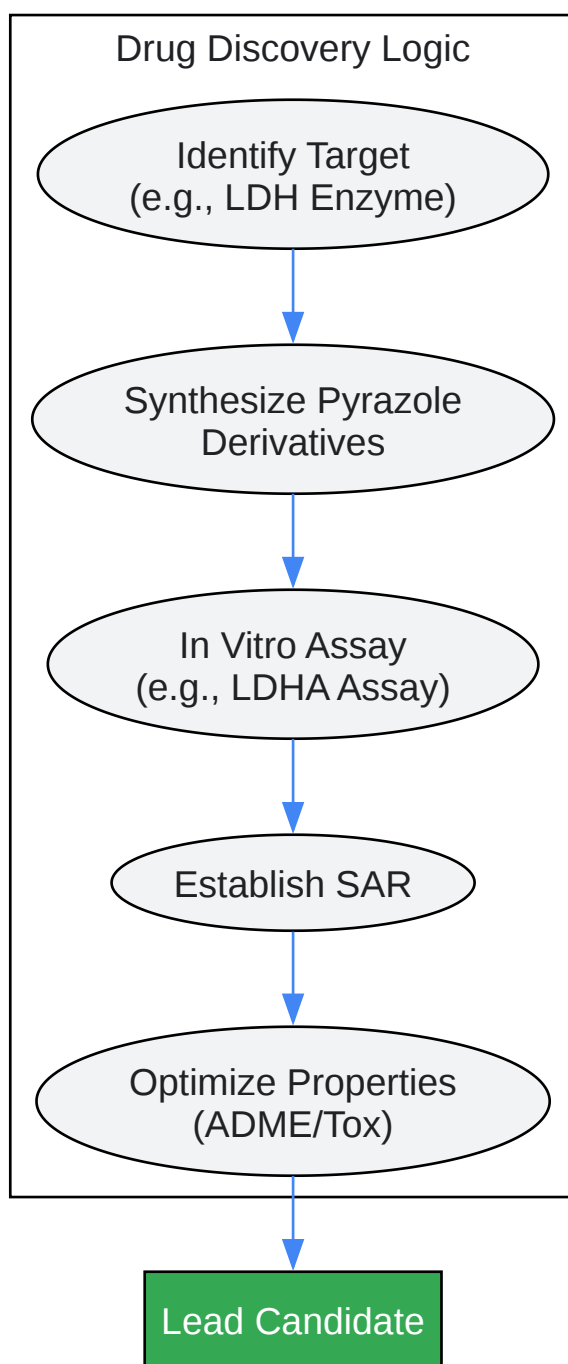 Drug Discovery Logic
Identify Target
(e.g., LDH Enzyme)
Synthesize Pyrazole
Derivatives
In Vitro Assay
(e.g., LDHA Assay)
Establish SAR
Optimize Properties
(ADME/Tox)
Lead Candidate